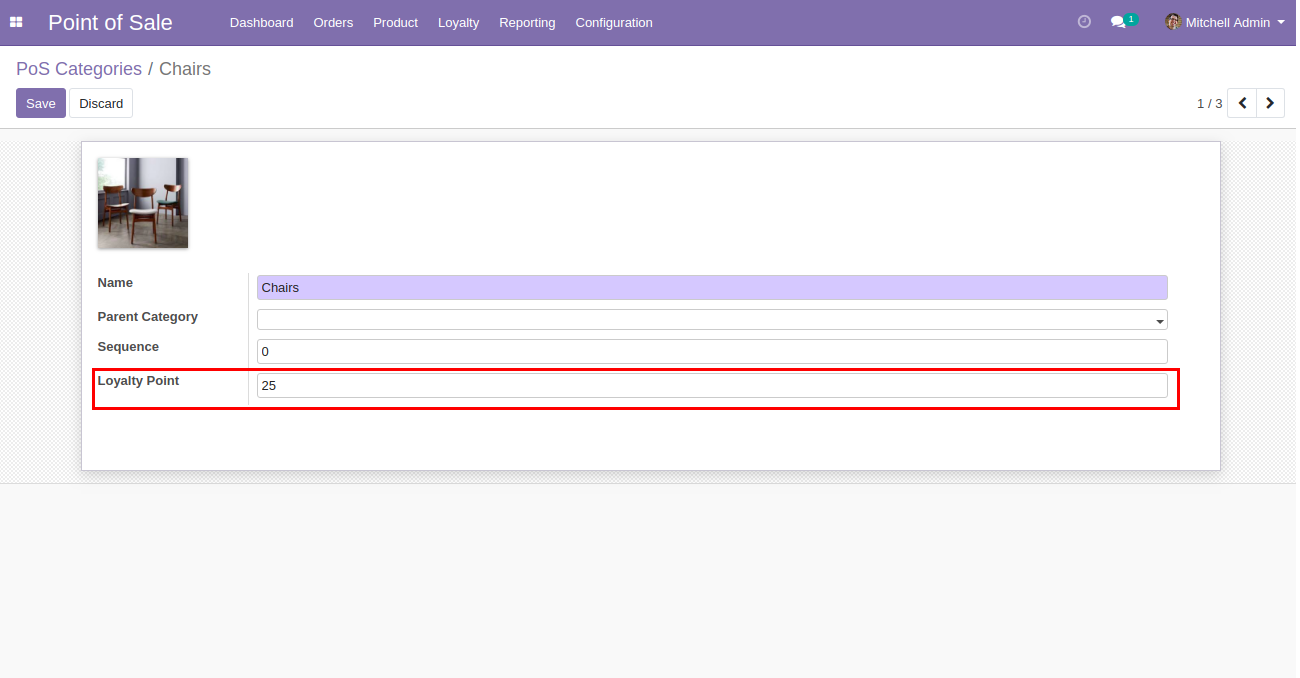 Point of Sale Dashboard Orders Product Loyalty Reporting Configuration 1 Mitchell Admin
PoS Categories / Chairs
Save Discard 1 / 3
Name Chairs
Parent Category
Sequence 0
Loyalty Point 25